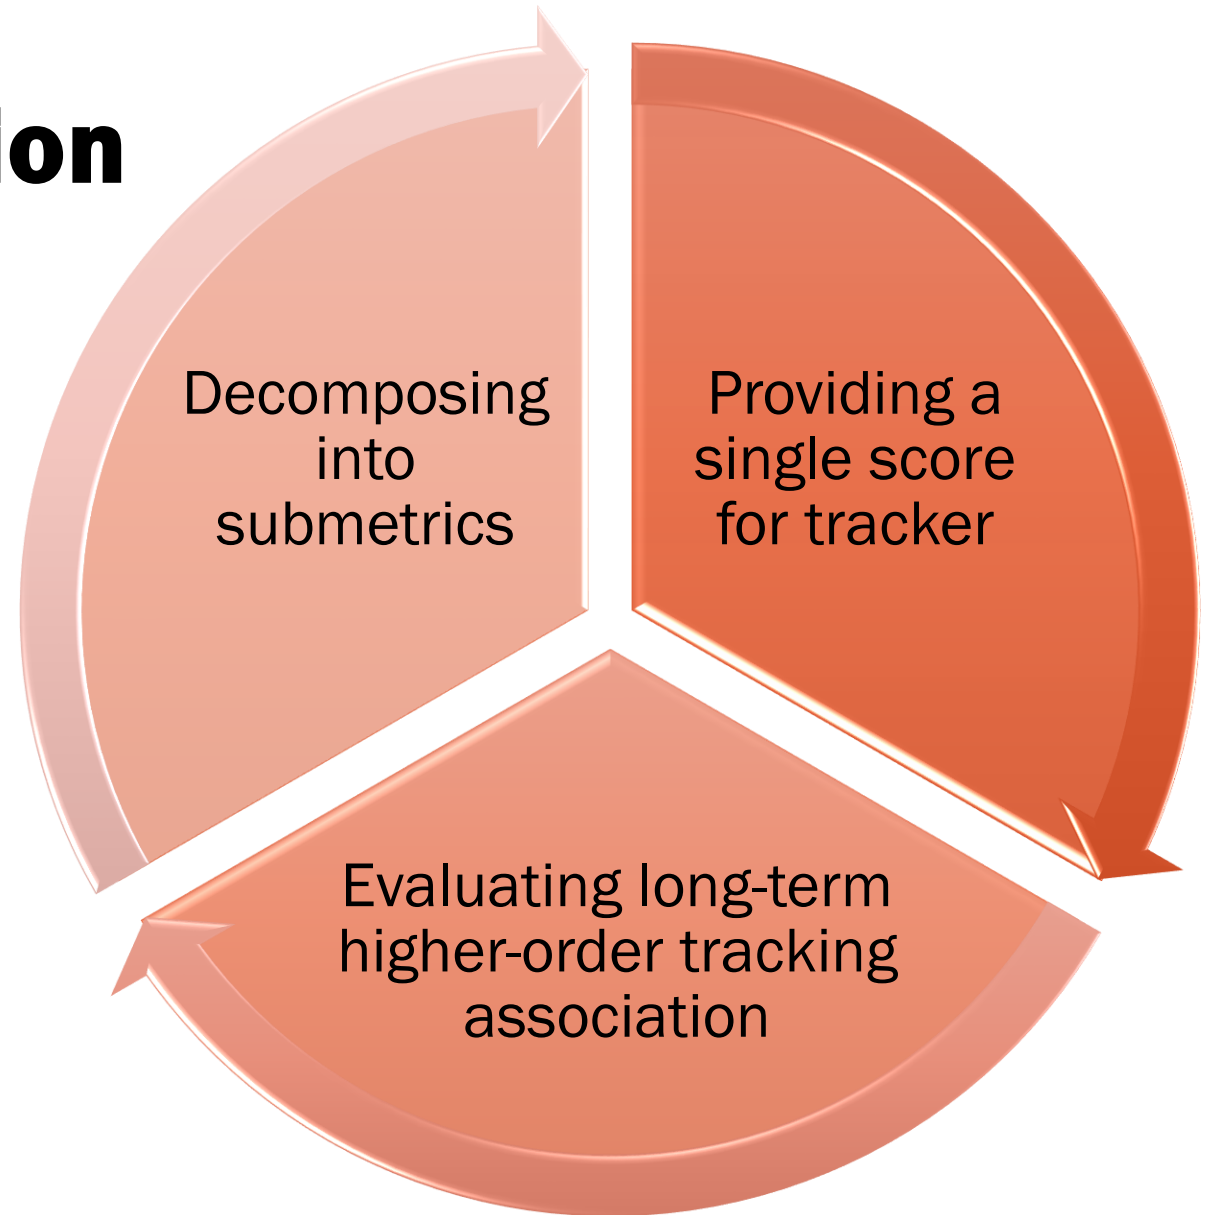 ion
Decomposing
into
submetrics
Providing a
single score
for tracker
Evaluating long-term
higher-order tracking
association